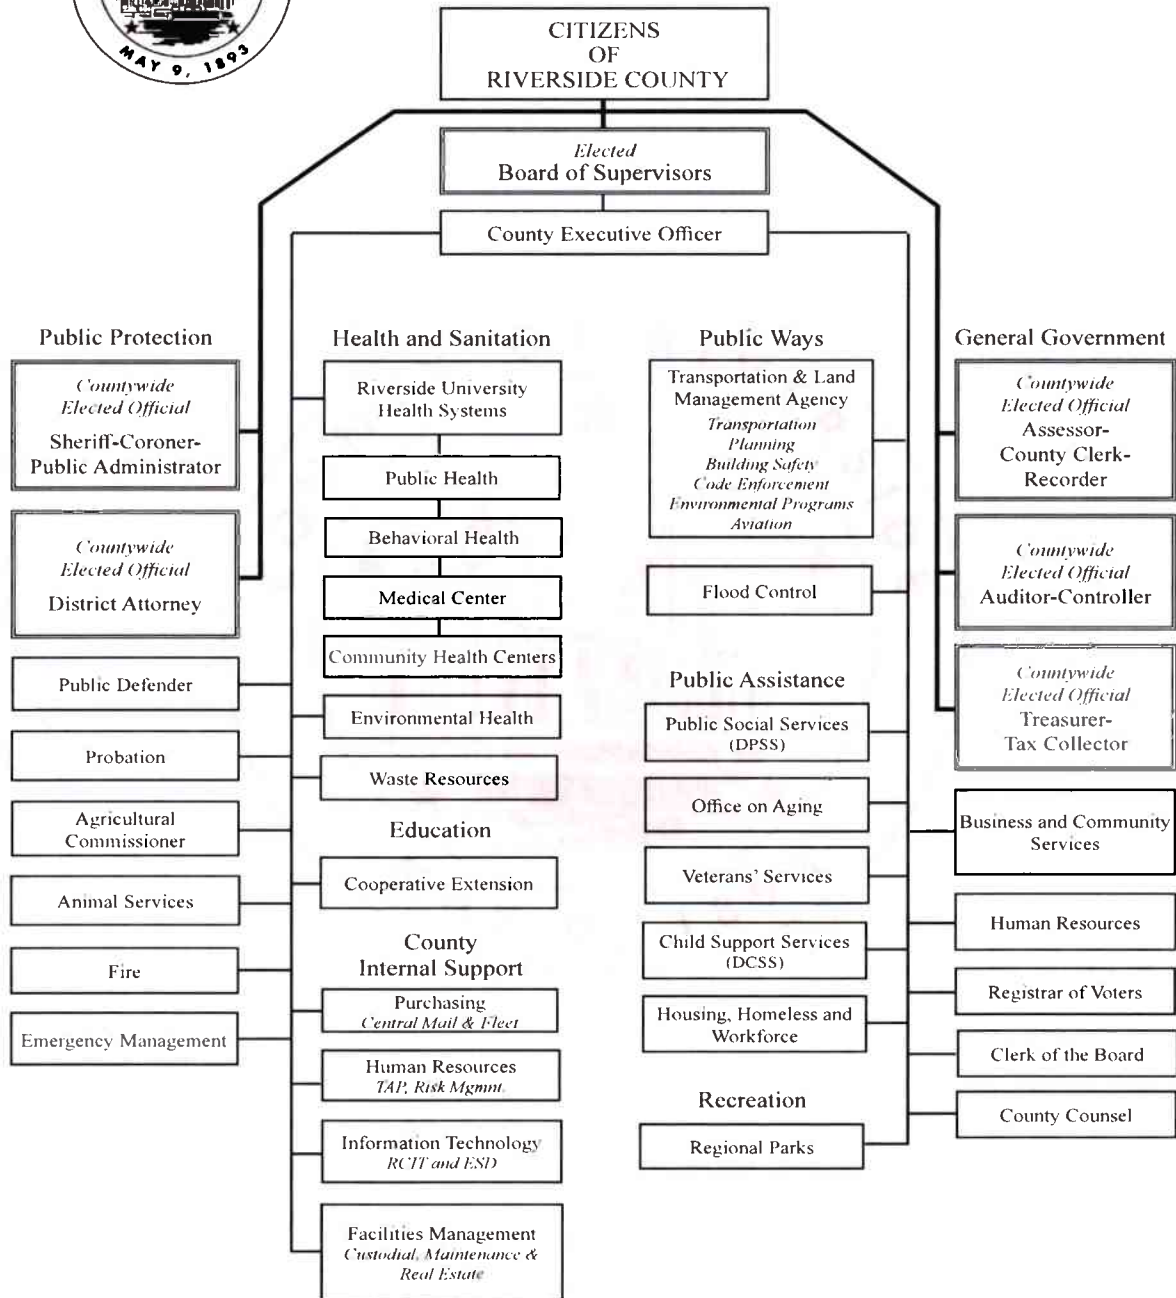 MAY 9, 1893
CITIZENS
OF
RIVERSIDE COUNTY
Elected
Board of Supervisors
County Executive Officer
Public Protection
Countywide
Elected Official
Sheriff-Coroner-
Public Administrator
Countywide
Elected Official
District Attorney
Public Defender
Probation
Agricultural
Commissioner
Animal Services
Fire
Emergency Management
Health and Sanitation
Riverside University
Health Systems
Public Health
Behavioral Health
Medical Center
Community Health Centers
Environmental Health
Waste Resources
Education
Cooperative Extension
County
Internal Support
Purchasing
Central Mail & Fleet
Human Resources
TAP, Risk Mgmnt.
Information Technology
RCIT and ESD
Facilities Management
Custodial, Maintenance &
Real Estate
Public Ways
Transportation & Land
Management Agency
Transportation
Planning
Building Safety
Code Enforcement
Environmental Programs
Aviation
Flood Control
Public Assistance
Public Social Services
(DPSS)
Office on Aging
Veterans' Services
Child Support Services
(DCSS)
Housing, Homeless and
Workforce
Recreation
Regional Parks
General Government
Countywide
Elected Official
Assessor-
County Clerk-
Recorder
Countywide
Elected Official
Auditor-Controller
Countywide
Elected Official
Treasurer-
Tax Collector
Business and Community
Services
Human Resources
Registrar of Voters
Clerk of the Board
County Counsel